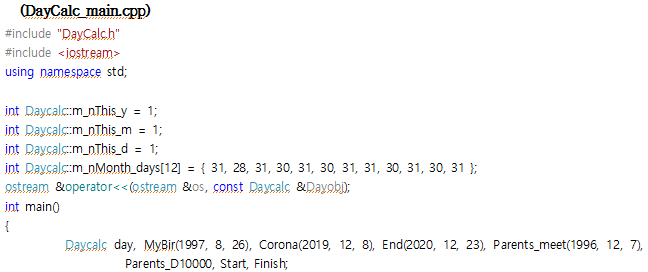 (DayCalc_main.cpp)
#include "DayCalc.h"
#include <iostream>
using namespace std;
int Daycalc::m_nThis_y = 1;
int Daycalc::m_nThis_m = 1;
int Daycalc::m_nThis_d = 1;
int Daycalc::m_nMonth_days[12] = { 31, 28, 31, 30, 31, 30, 31, 31, 30, 31, 30, 31 };
ostream &operator<<(ostream &os, const Daycalc &Dayobj);
int main()
{
Daycalc day, MyBir(1997, 8, 26), Corona(2019, 12, 8), End(2020, 12, 23), Parents_meet(1996, 12, 7),
Parents_D10000, Start, Finish;